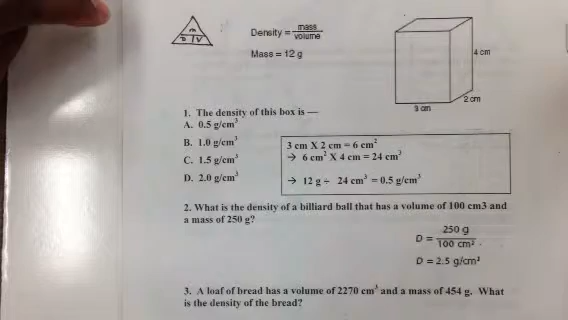 m
D V
Density = mass
volume
Mass = 12 g
4 cm
2 cm
3 cm
1. The density of this box is —
A. 0.5 g/cm³
B. 1.0 g/cm³
C. 1.5 g/cm³
D. 2.0 g/cm³
3 cm X 2 cm = 6 cm²
→ 6 cm² X 4 cm = 24 cm³
→ 12 g ÷ 24 cm³ = 0.5 g/cm³
2. What is the density of a billiard ball that has a volume of 100 cm3 and
a mass of 250 g?
D = 250 g
100 cm³
D = 2.5 g/cm³
3. A loaf of bread has a volume of 2270 cm³ and a mass of 454 g. What
is the density of the bread?